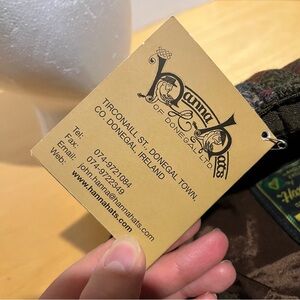 Hanna Hats
OF DONEGAL LTD
TIRCONAILL ST, DONEGAL TOWN,
CO. DONEGAL, IRELAND
Tel: 074-9721084
Fax: 074-9722349
Email: john.hanna@hannahats.com
Web: www.hannahats.com